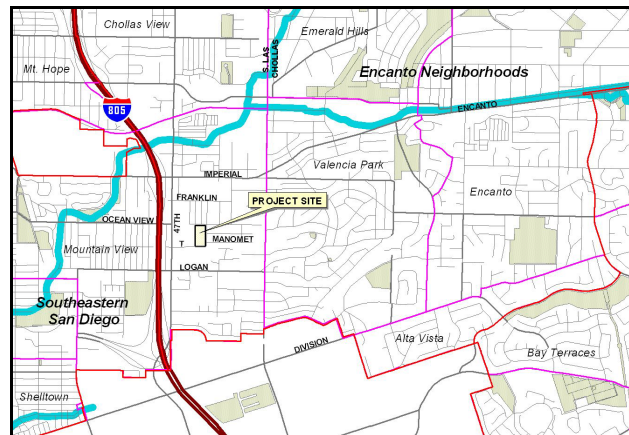 Chollas View
Emerald Hills
S. LAS
CHOLLAS
Mt. Hope
Encanto Neighborhoods
805
ENCANTO
Valencia Park
IMPERIAL
Encanto
FRANKLIN
PROJECT SITE
OCEAN VIEW
47TH
MANOMET
T
Mountain View
LOGAN
Southeastern
San Diego
DIVISION
Alta Vista
Bay Terraces
Shelltown